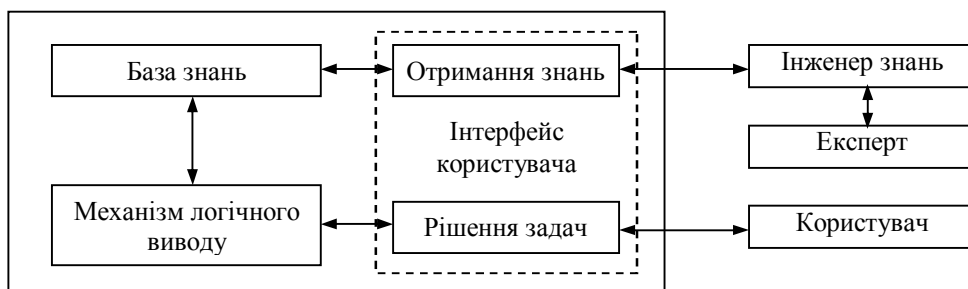 База знань
Отримання знань
Інженер знань
Експерт
Інтерфейс
користувача
Механізм логічного
виводу
Рішення задач
Користувач